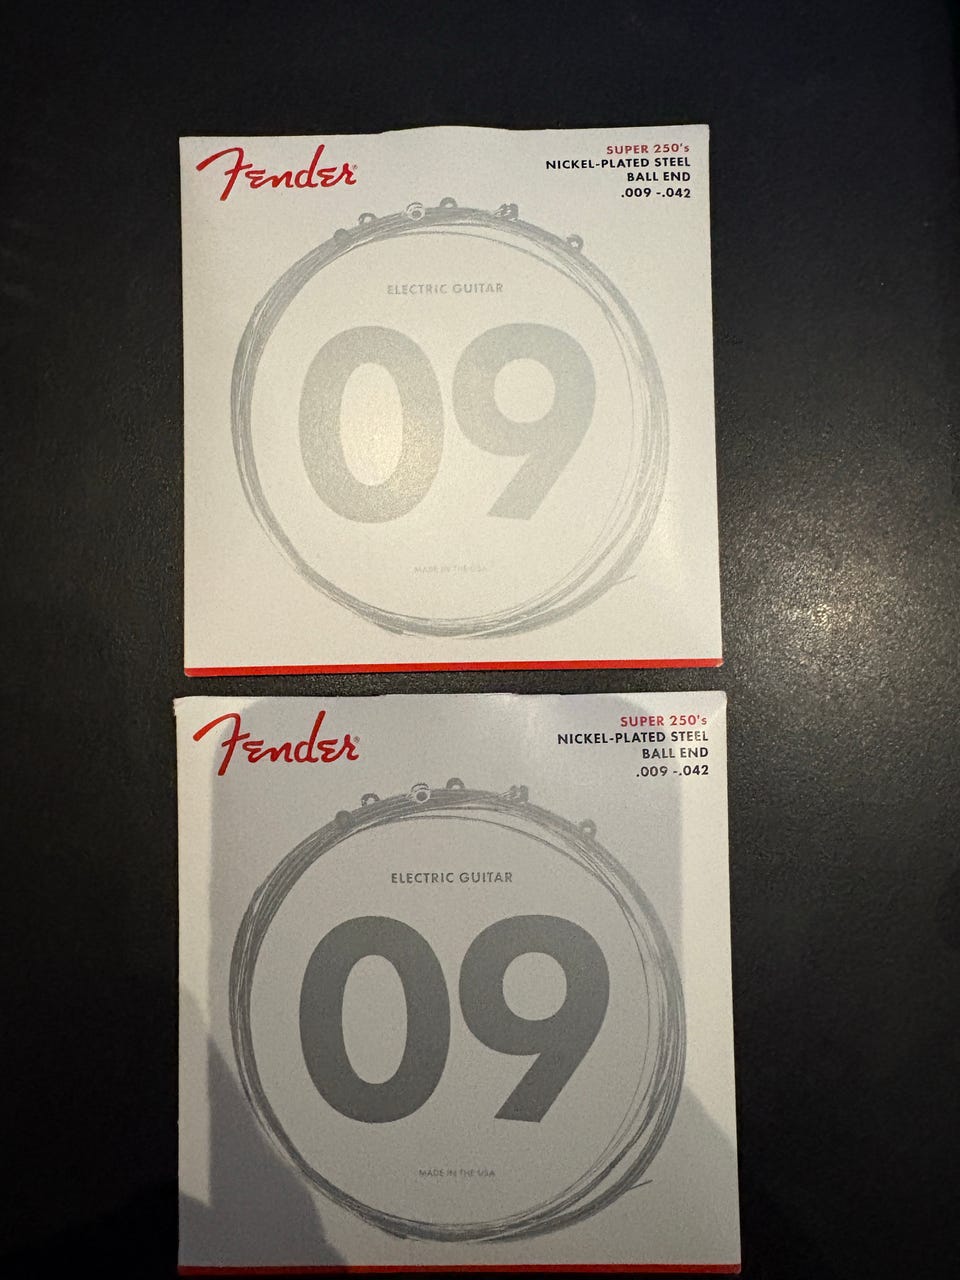 Fender®
SUPER 250's
NICKEL-PLATED STEEL
BALL END
.009 -.042
ELECTRIC GUITAR
09
MADE IN THE USA
Fender®
SUPER 250's
NICKEL-PLATED STEEL
BALL END
.009 -.042
ELECTRIC GUITAR
09
MADE IN THE USA